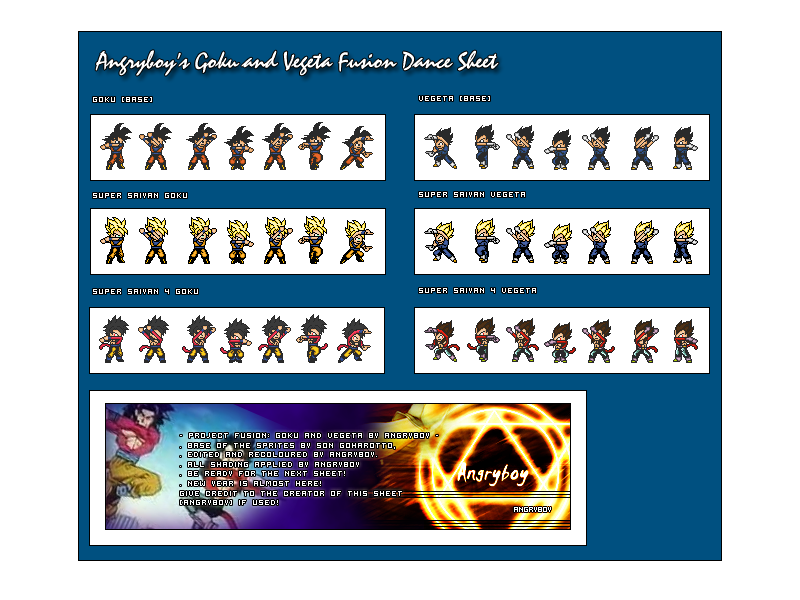 Angryboy's Goku and Vegeta Fusion Dance Sheet
GOKU [BASE]
VEGETA [BASE]
SUPER SAIYAN GOKU
SUPER SAIYAN VEGETA
SUPER SAIYAN 4 GOKU
SUPER SAIYAN 4 VEGETA
- PROJECT FUSION: GOKU AND VEGETA BY ANGRYBOY -
. BASE OF THE SPRITES BY SON GOHAROTTO,
. EDITED AND RECOLOURED BY ANGRYBOY.
. ALL SHADING APPLIED BY ANGRYBOY
. BE READY FOR THE NEXT SHEET!
. NEW YEAR IS ALMOST HERE!
GIVE CREDIT TO THE CREATOR OF THIS SHEET
[ANGRYBOY] IF USED!
Angryboy
ANGRYBOY